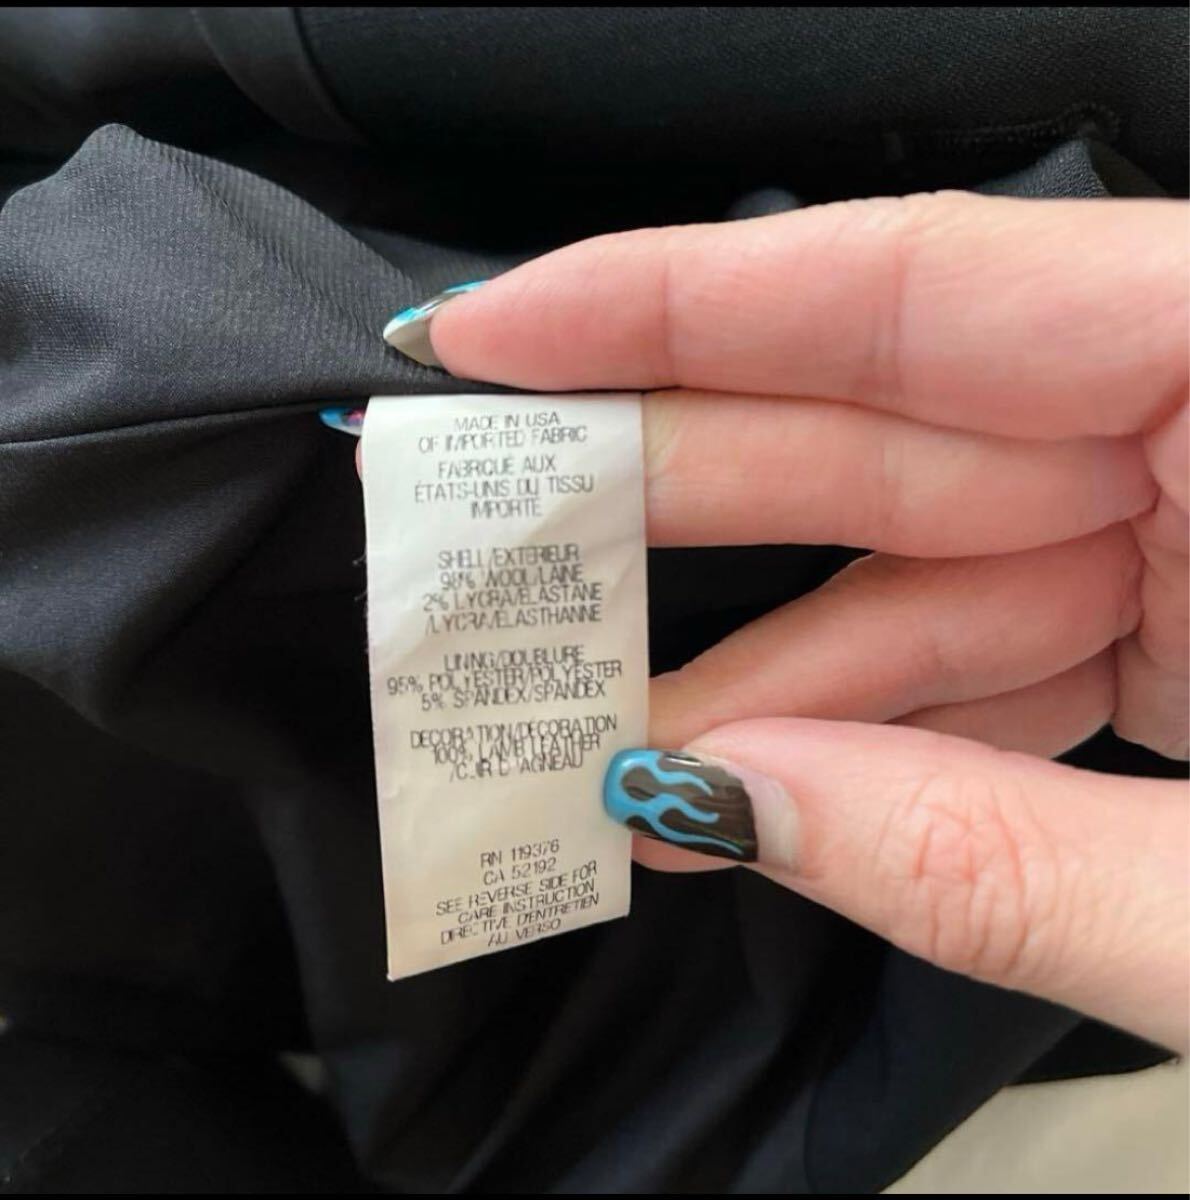 MADE IN USA
OF IMPORTED FABRIC
FABRIQUÉ AUX
ÉTATS-UNIS DU TISSU
IMPORTÉ
SHELL/EXTERIEUR
98% WOOL/LAINE
2% LYCRA/ELASTANE
/LYCRA/ELASTHANNE
LINING/DOUBLURE
95% POLYESTER/POLYESTER
5% SPANDEX/SPANDEX
DECORATION/DECORATION
100% LAMB LEATHER
/CUIR D'AGNEAU
RN 119376
CA 52192
SEE REVERSE SIDE FOR
CARE INSTRUCTION
DIRECTIVE D'ENTRETIEN
AU VERSO